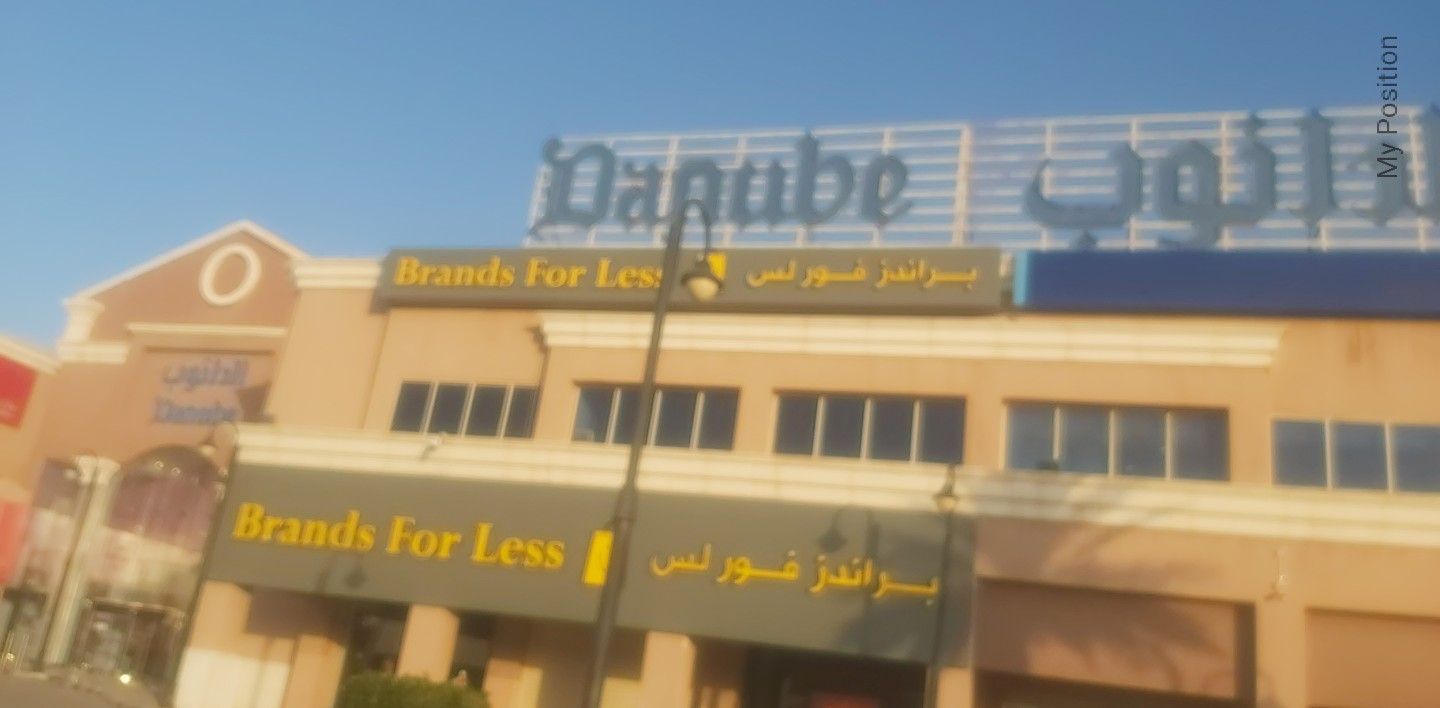 My Position
Danube
الدانوب
Brands For Less
براندز فور لس
الدانوب
Danube
Brands For Less
براندز فور لس